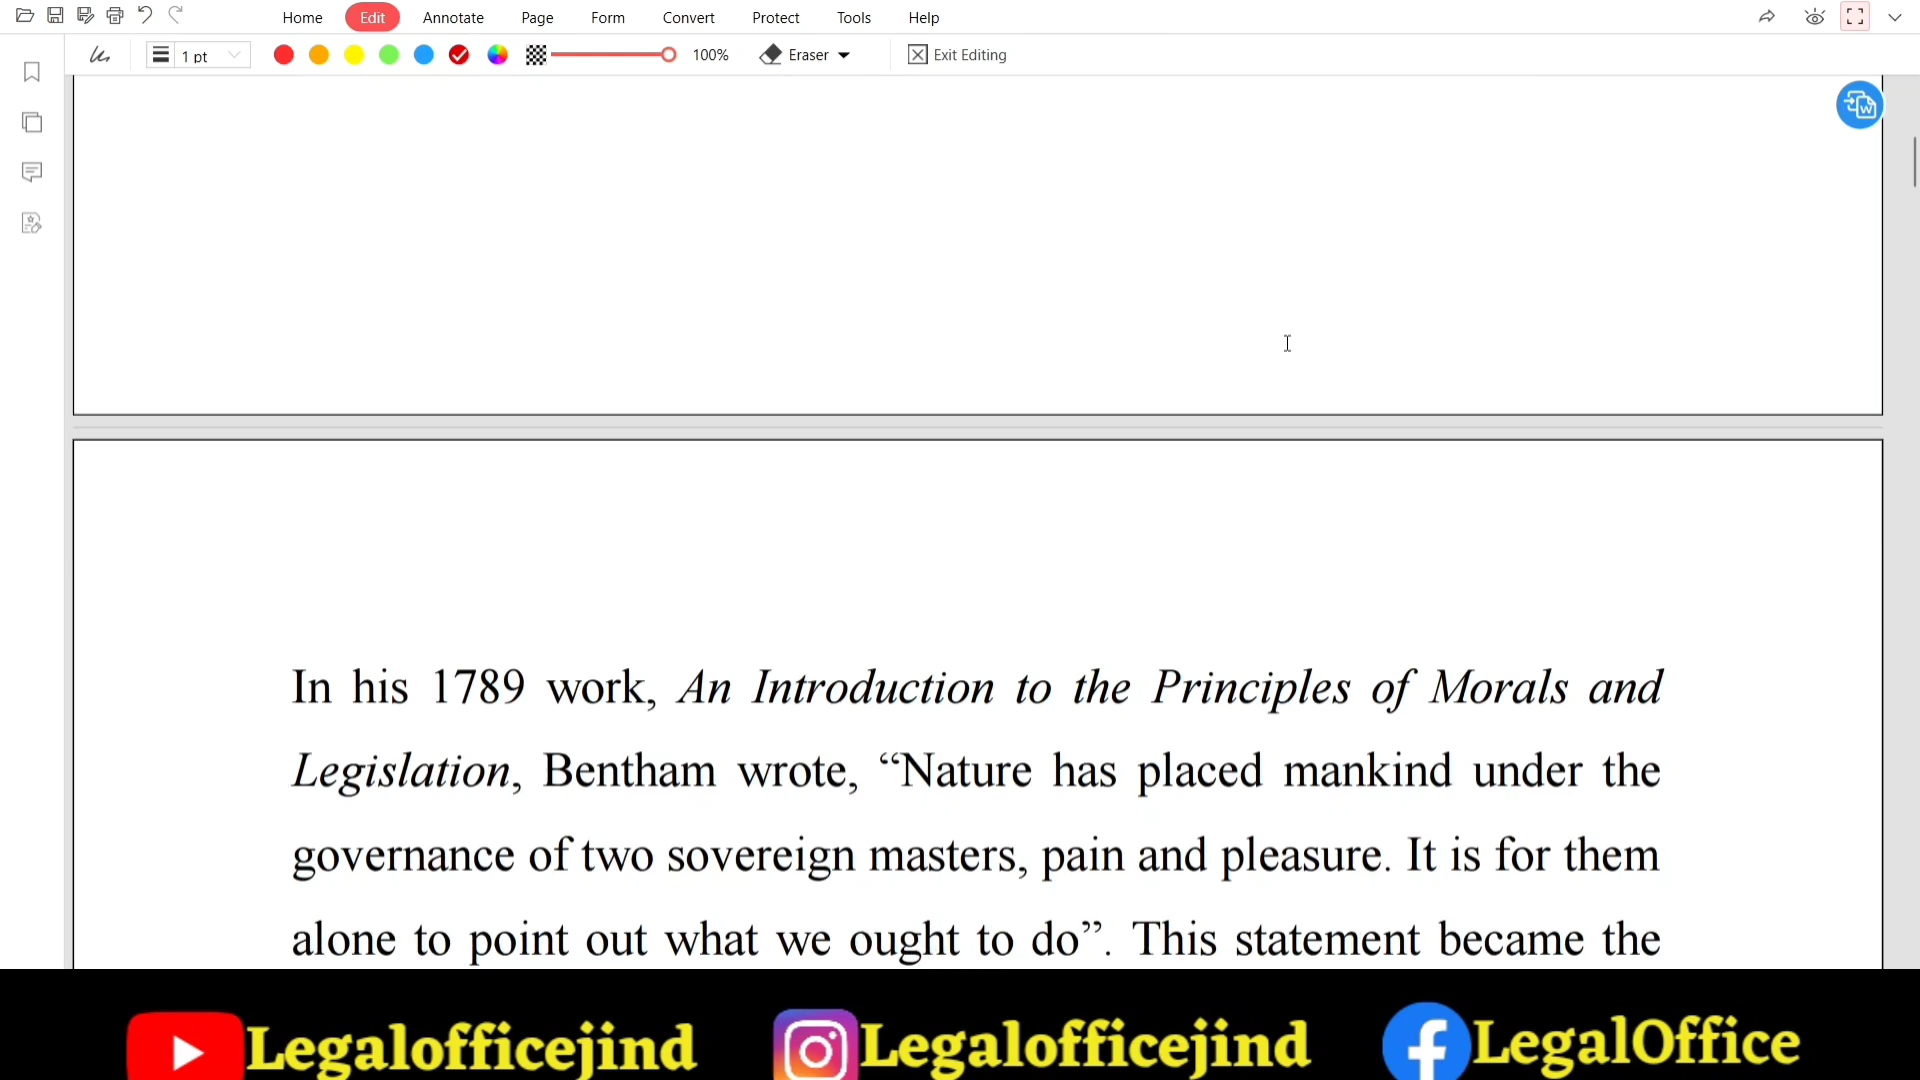 Home Edit Annotate Page Form Convert Protect Tools Help
1 pt 100% Eraser Exit Editing
In his 1789 work, An Introduction to the Principles of Morals and
Legislation, Bentham wrote, “Nature has placed mankind under the
governance of two sovereign masters, pain and pleasure. It is for them
alone to point out what we ought to do”. This statement became the
Legalofficejind Legalofficejind LegalOffice